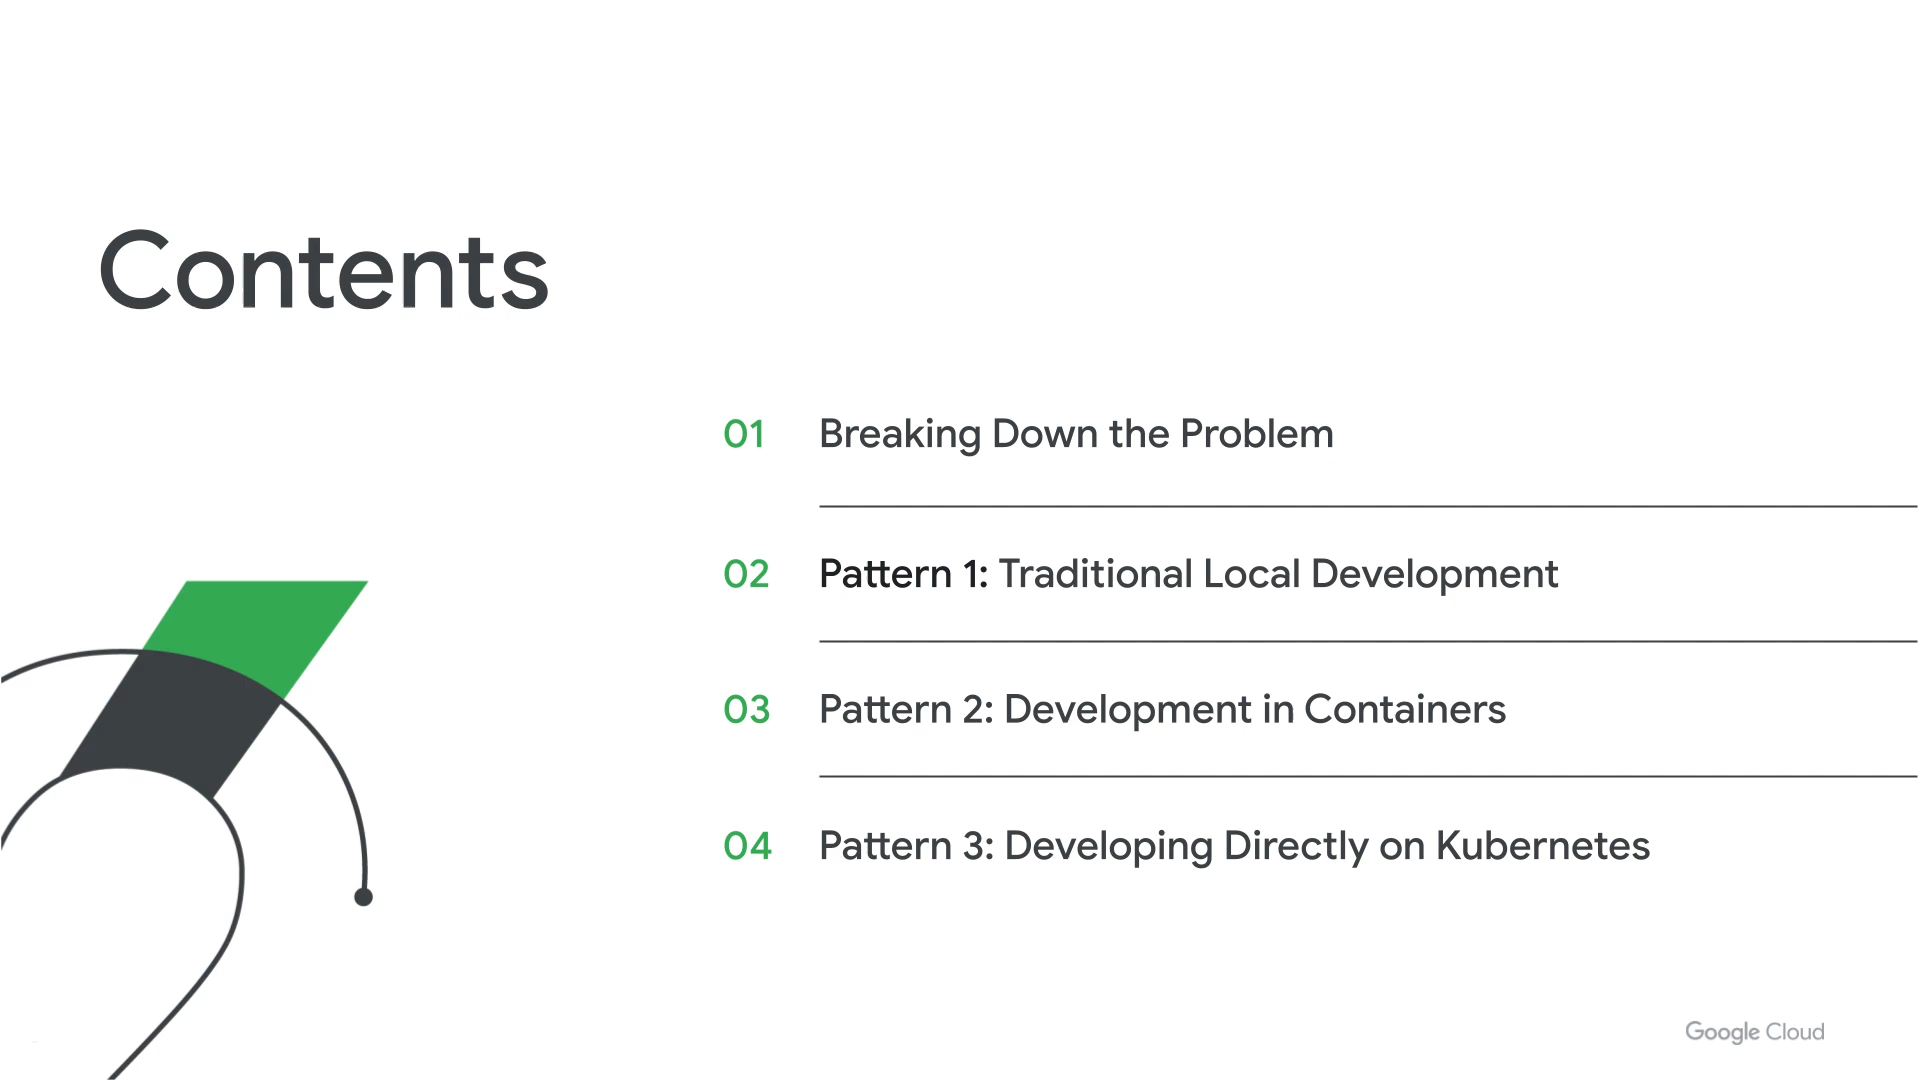 Contents
01 Breaking Down the Problem
02 Pattern 1: Traditional Local Development
03 Pattern 2: Development in Containers
04 Pattern 3: Developing Directly on Kubernetes
Google Cloud